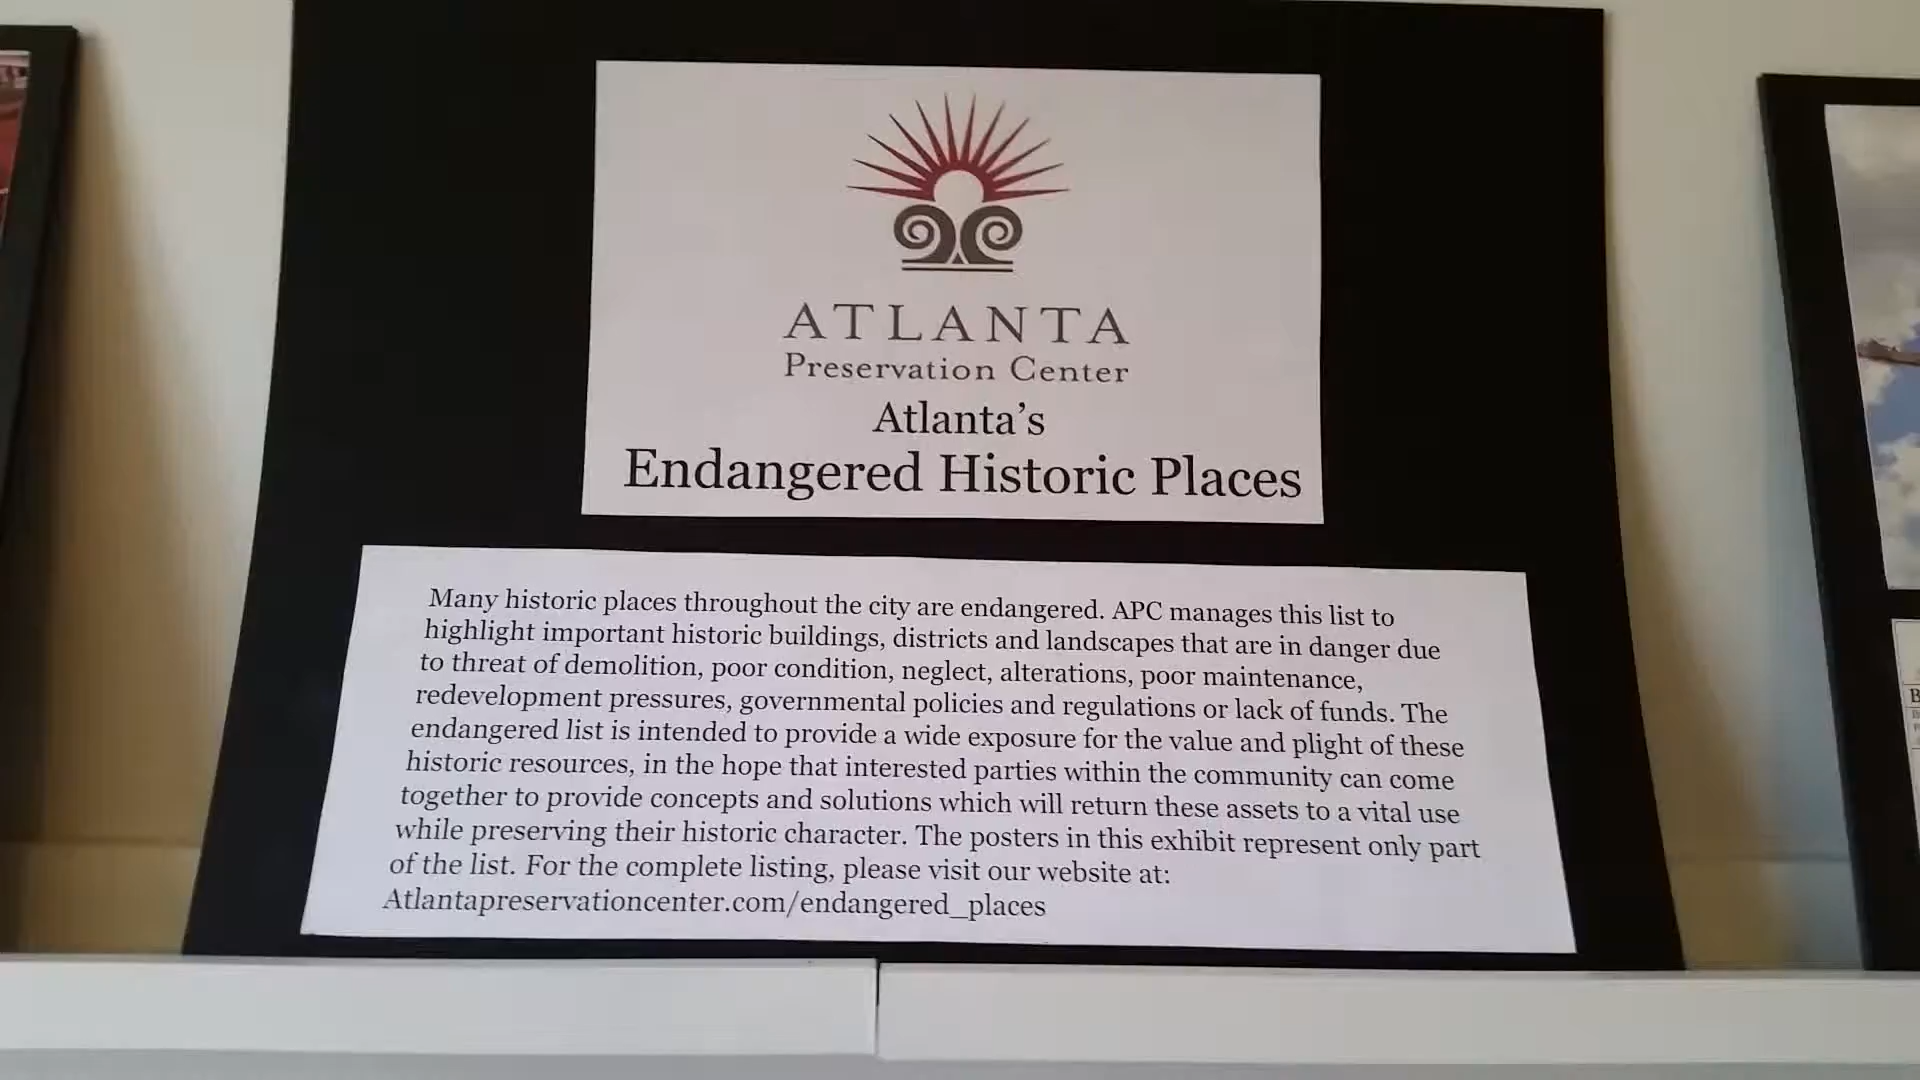 ATLANTA
Preservation Center
Atlanta's
Endangered Historic Places
Many historic places throughout the city are endangered. APC manages this list to
highlight important historic buildings, districts and landscapes that are in danger due
to threat of demolition, poor condition, neglect, alterations, poor maintenance,
redevelopment pressures, governmental policies and regulations or lack of funds. The
endangered list is intended to provide a wide exposure for the value and plight of these
historic resources, in the hope that interested parties within the community can come
together to provide concepts and solutions which will return these assets to a vital use
while preserving their historic character. The posters in this exhibit represent only part
of the list. For the complete listing, please visit our website at:
Atlantapreservationcenter.com/endangered_places